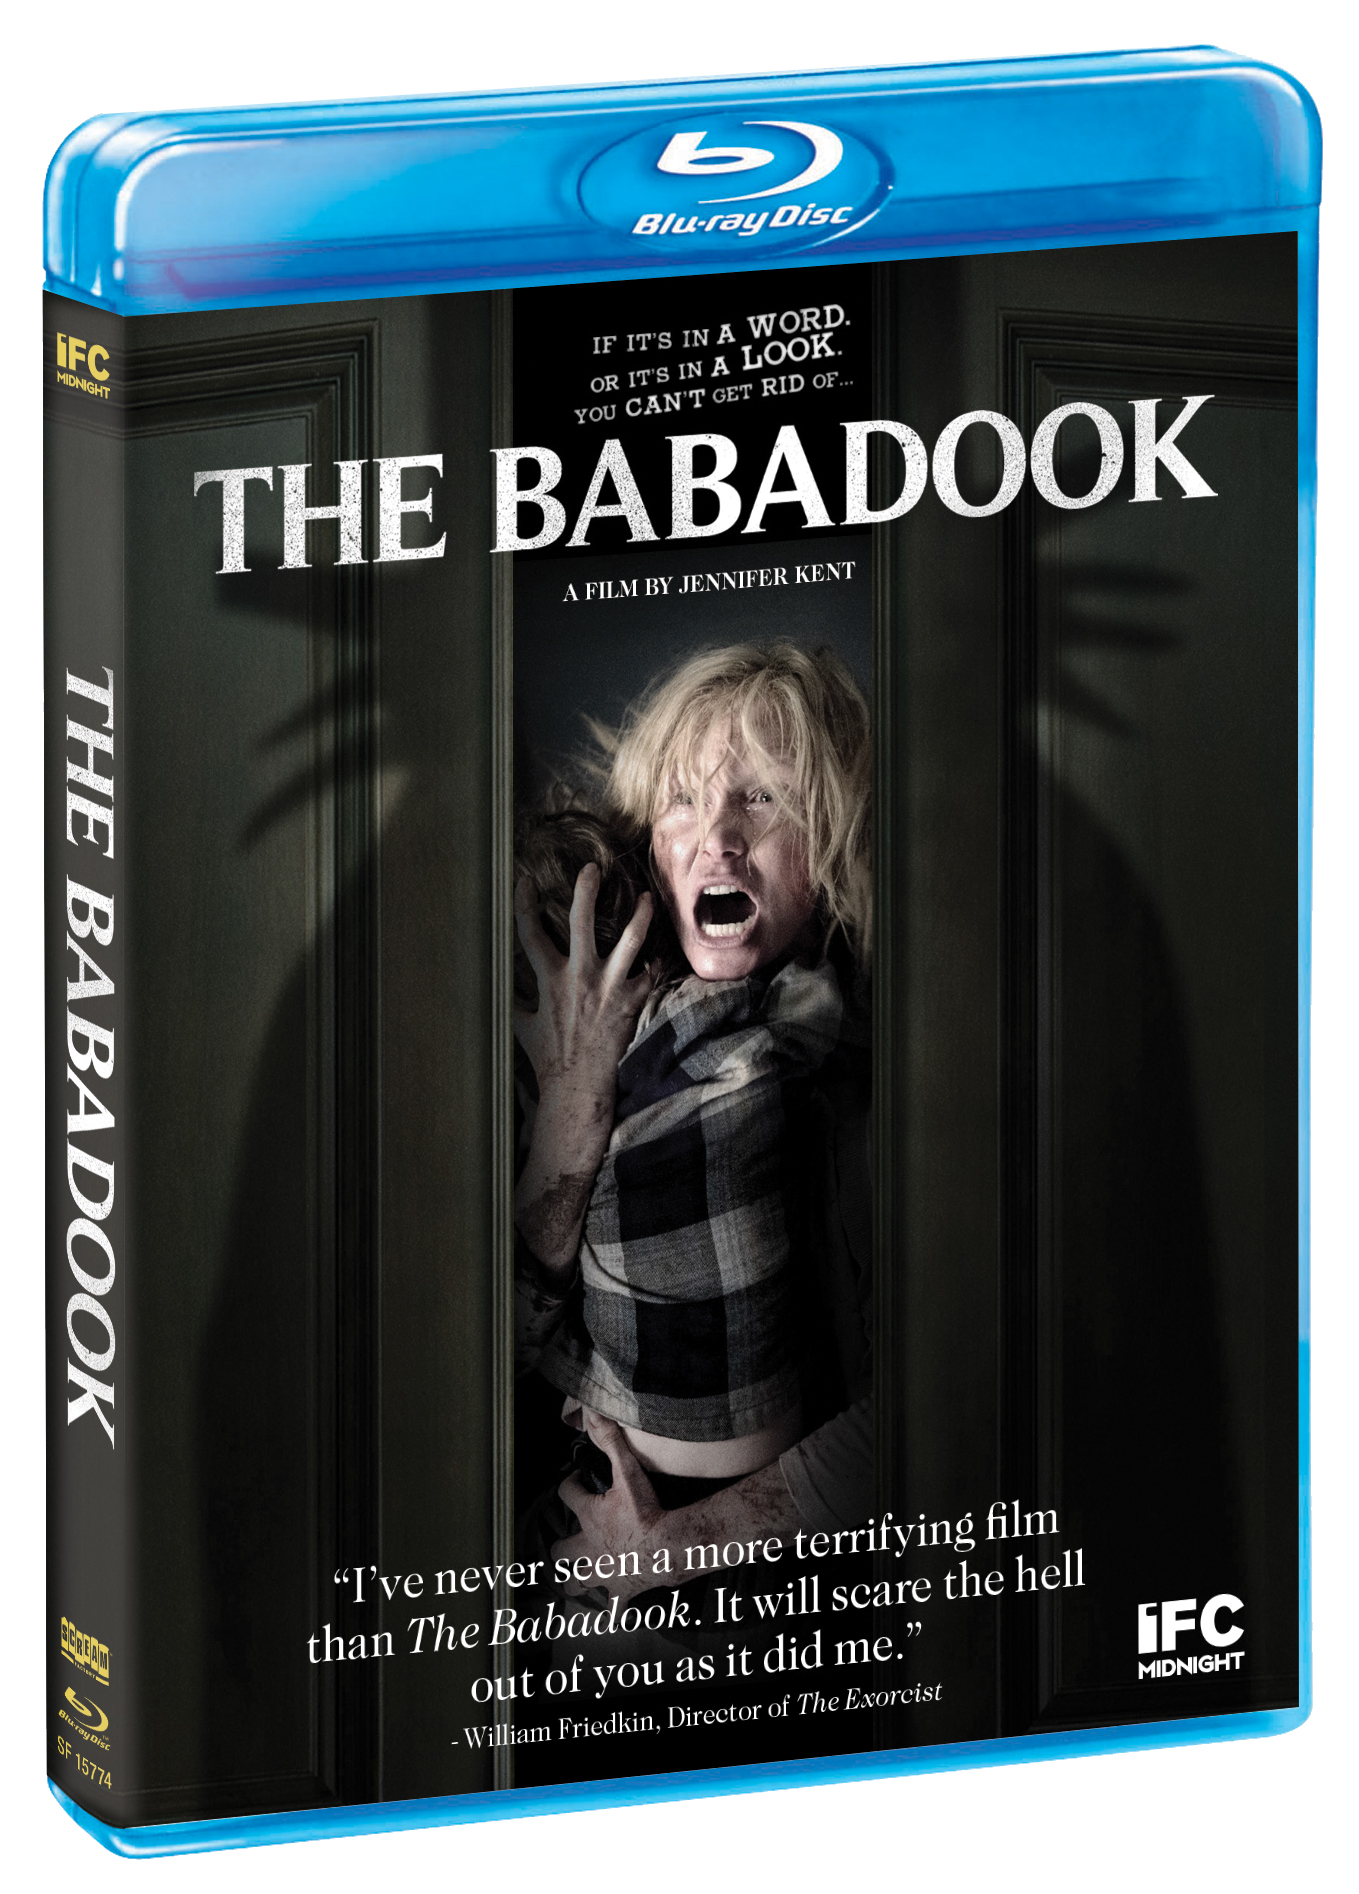 Blu-ray Disc
IF IT'S IN A WORD.
OR IT'S IN A LOOK.
YOU CAN'T GET RID OF...
THE BABADOOK
A FILM BY JENNIFER KENT
“I’ve never seen a more terrifying film
than The Babadook. It will scare the hell
out of you as it did me.”
- William Friedkin, Director of The Exorcist
IFC
MIDNIGHT
IFC
MIDNIGHT
THE BABADOOK
SCREAM
FACTORY
Blu-ray Disc
SF 15774